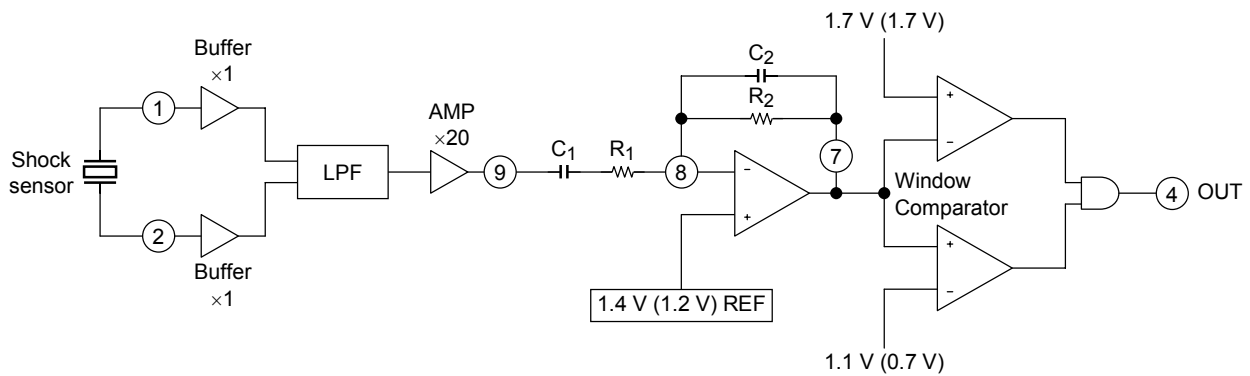 1.7 V (1.7 V)
Buffer
×1
C2
1
AMP
×20
R2
+
−
Shock
sensor
LPF
9
C1
R1
8
−
+
7
Window
Comparator
4
OUT
2
Buffer
×1
+
−
1.4 V (1.2 V) REF
1.1 V (0.7 V)